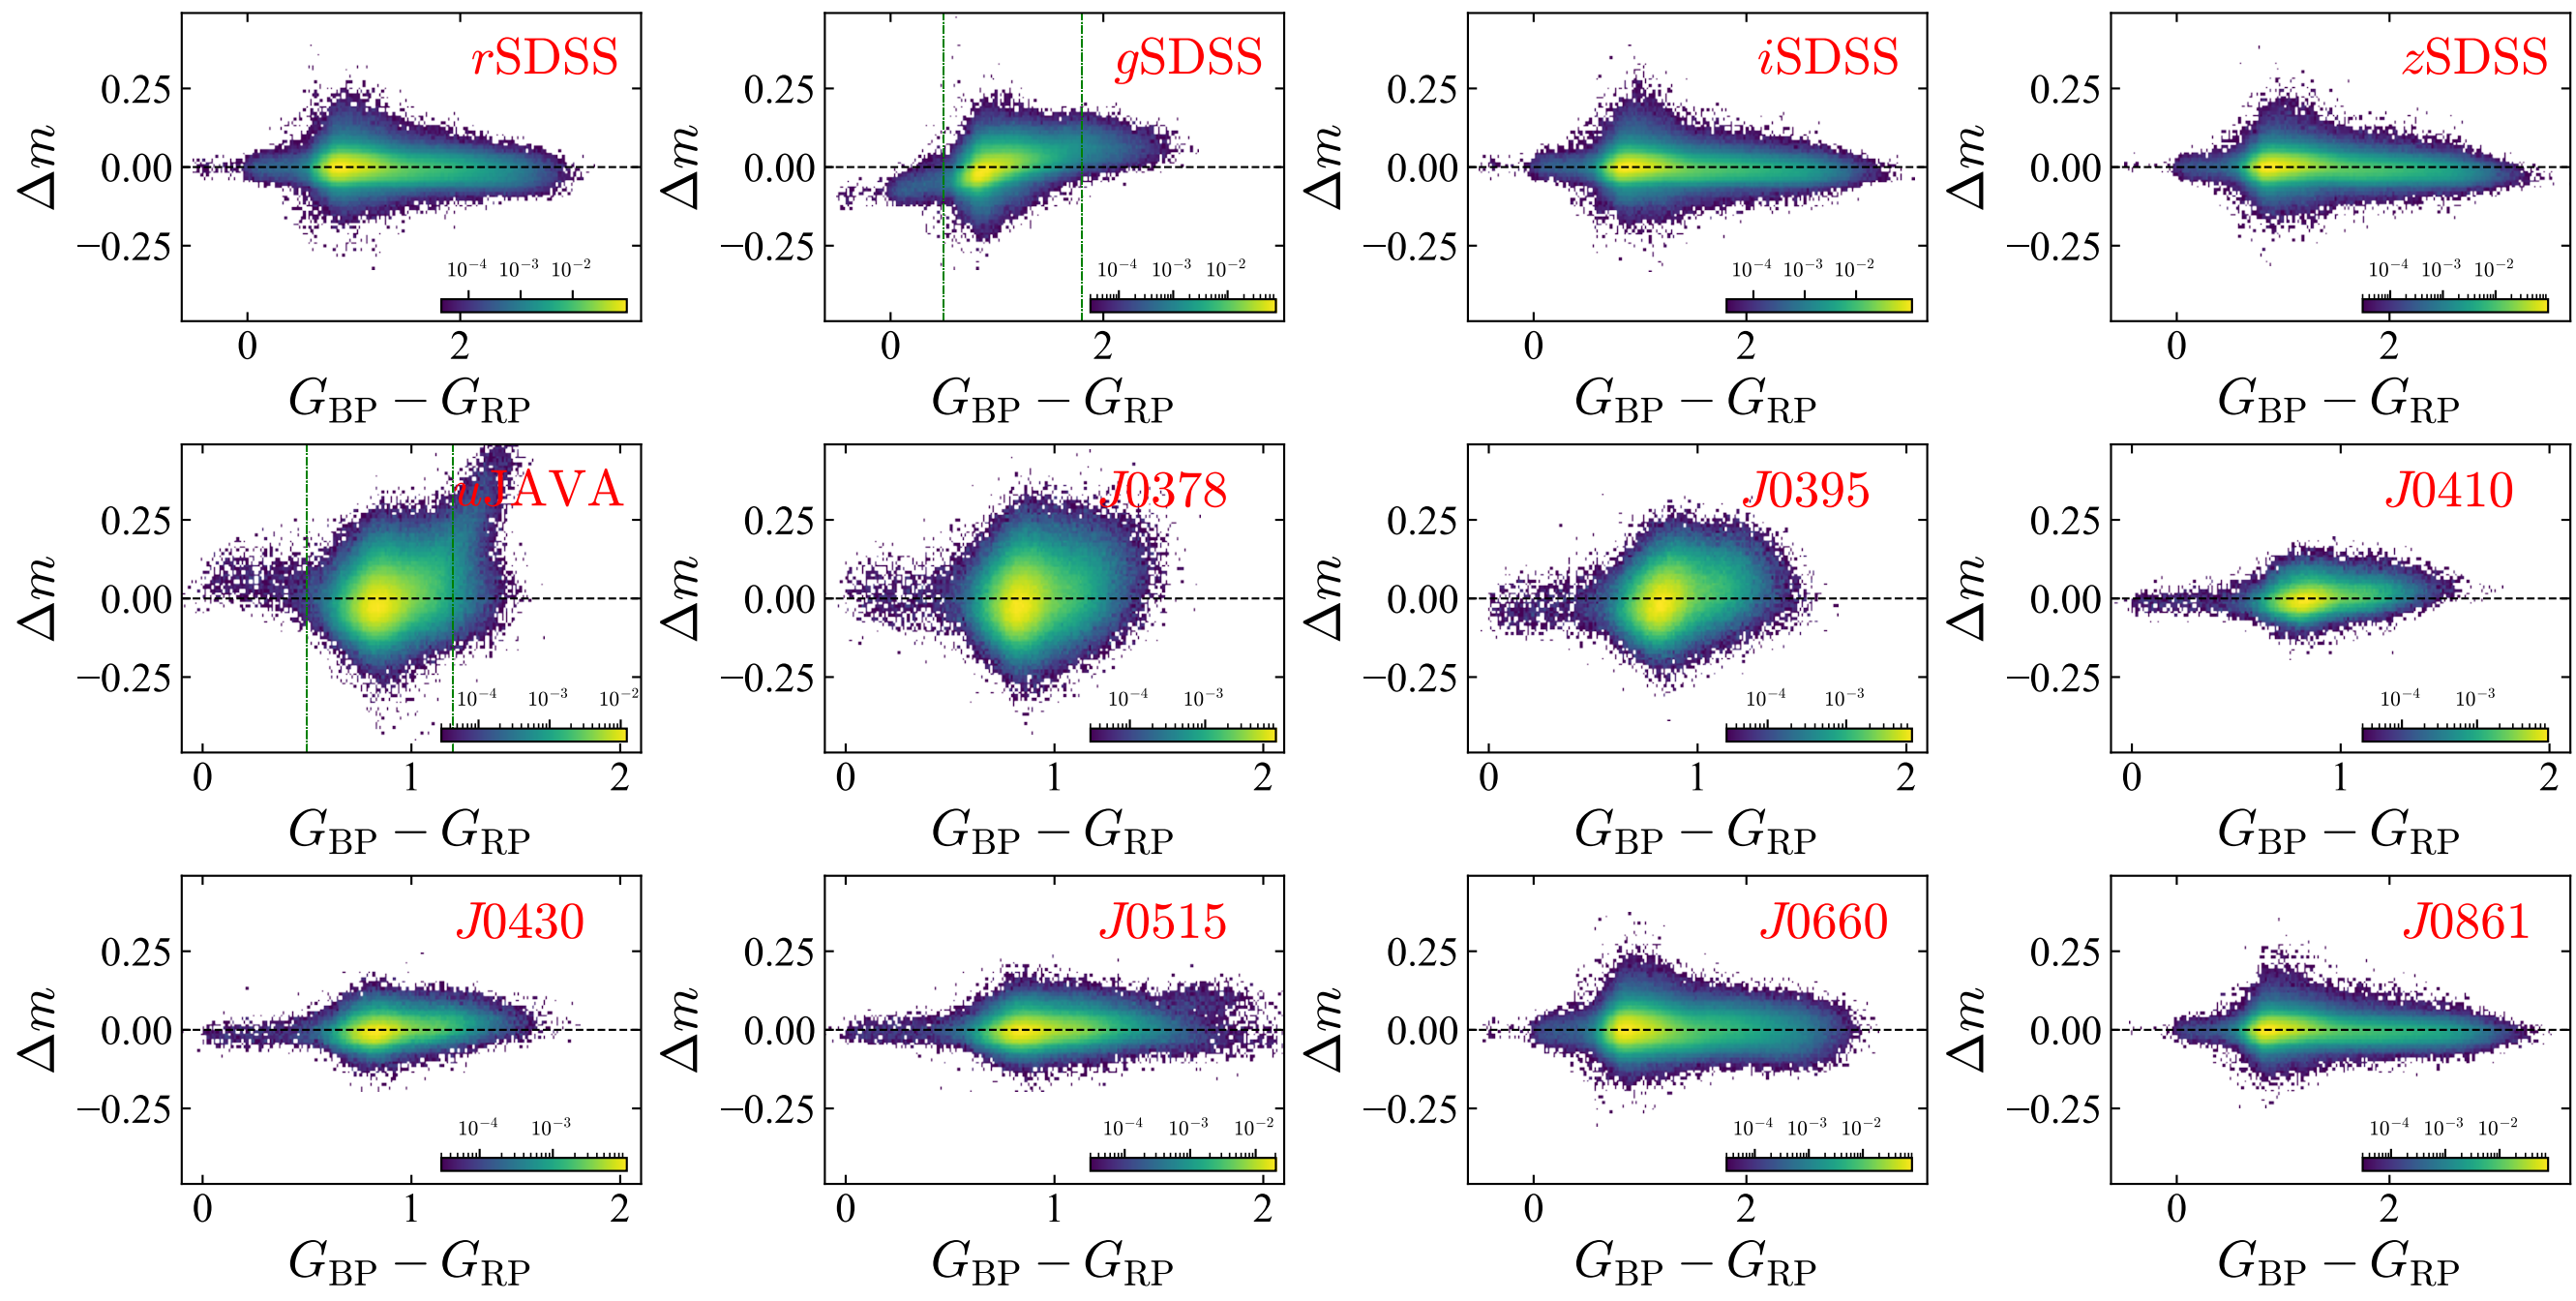 rSDSS
0.25
0.00
−0.25
Δm
10⁻⁴ 10⁻³ 10⁻²
0 2
G_BP − G_RP
gSDSS
0.25
0.00
−0.25
Δm
10⁻⁴ 10⁻³ 10⁻²
0 2
G_BP − G_RP
iSDSS
0.25
0.00
−0.25
Δm
10⁻⁴ 10⁻³ 10⁻²
0 2
G_BP − G_RP
zSDSS
0.25
0.00
−0.25
Δm
10⁻⁴ 10⁻³ 10⁻²
0 2
G_BP − G_RP
uJAVA
0.25
0.00
−0.25
Δm
10⁻⁴ 10⁻³ 10⁻²
0 1 2
G_BP − G_RP
J0378
0.25
0.00
−0.25
Δm
10⁻⁴ 10⁻³
0 1 2
G_BP − G_RP
J0395
0.25
0.00
−0.25
Δm
10⁻⁴ 10⁻³
0 1 2
G_BP − G_RP
J0410
0.25
0.00
−0.25
Δm
10⁻⁴ 10⁻³
0 1 2
G_BP − G_RP
J0430
0.25
0.00
−0.25
Δm
10⁻⁴ 10⁻³
0 1 2
G_BP − G_RP
J0515
0.25
0.00
−0.25
Δm
10⁻⁴ 10⁻³ 10⁻²
0 1 2
G_BP − G_RP
J0660
0.25
0.00
−0.25
Δm
10⁻⁴ 10⁻³ 10⁻²
0 2
G_BP − G_RP
J0861
0.25
0.00
−0.25
Δm
10⁻⁴ 10⁻³ 10⁻²
0 2
G_BP − G_RP